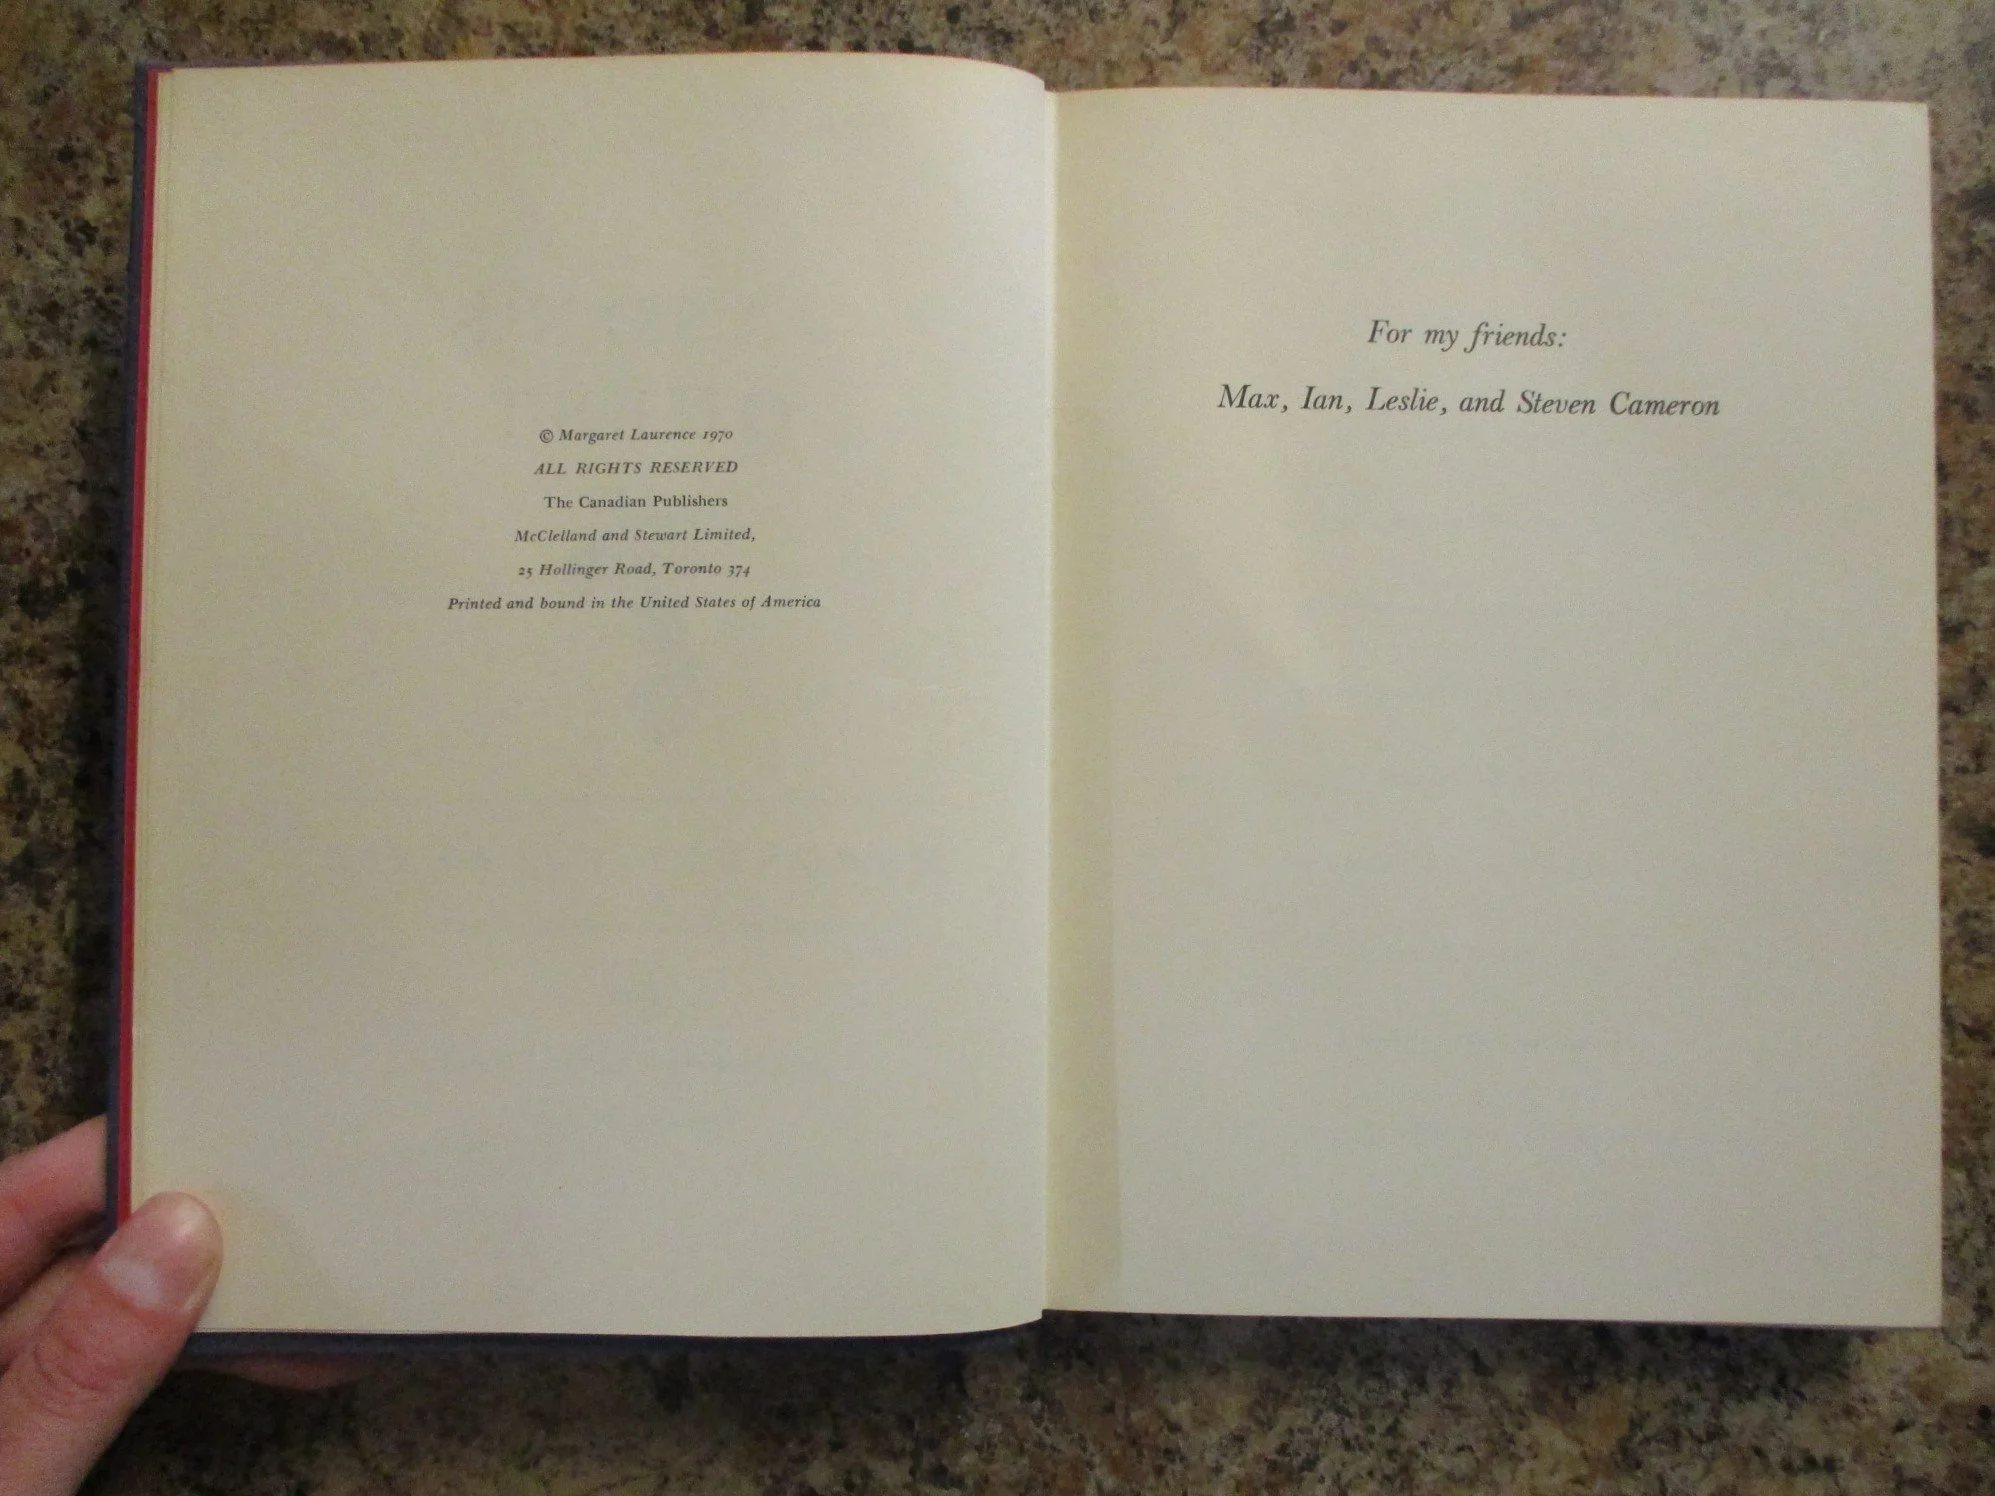 © Margaret Laurence 1970
ALL RIGHTS RESERVED
The Canadian Publishers
McClelland and Stewart Limited,
25 Hollinger Road, Toronto 374
Printed and bound in the United States of America
For my friends:
Max, Ian, Leslie, and Steven Cameron